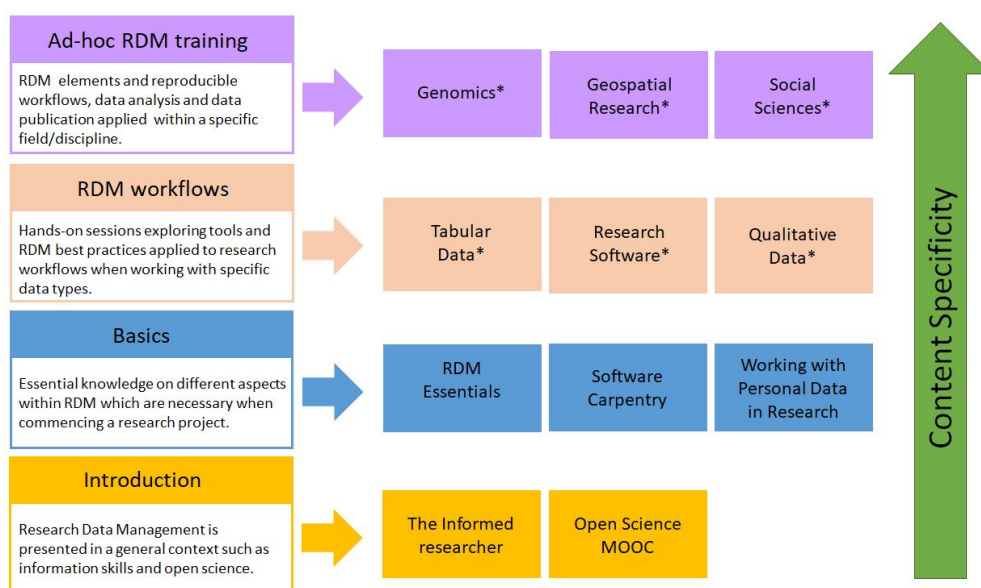 Ad-hoc RDM training
RDM elements and reproducible
workflows, data analysis and data
publication applied within a specific
field/discipline.
Genomics*
Geospatial
Research*
Social
Sciences*
RDM workflows
Hands-on sessions exploring tools and
RDM best practices applied to research
workflows when working with specific
data types.
Tabular
Data*
Research
Software*
Qualitative
Data*
Basics
Essential knowledge on different aspects
within RDM which are necessary when
commencing a research project.
RDM
Essentials
Software
Carpentry
Working with
Personal Data
in Research
Introduction
Research Data Management is
presented in a general context such as
information skills and open science.
The Informed
researcher
Open Science
MOOC
Content Specificity